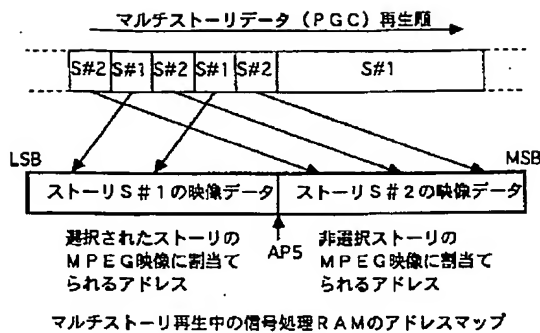 マルチストーリデータ（PGC）再生順
S#2 S#1 S#2 S#1 S#2 S#1
LSB MSB
ストーリS#1の映像データ ストーリS#2の映像データ
選択されたストーリの
MPEG映像に割当て
られるアドレス
AP5
非選択ストーリの
MPEG映像に割当て
られるアドレス
マルチストーリ再生中の信号処理RAMのアドレスマップ